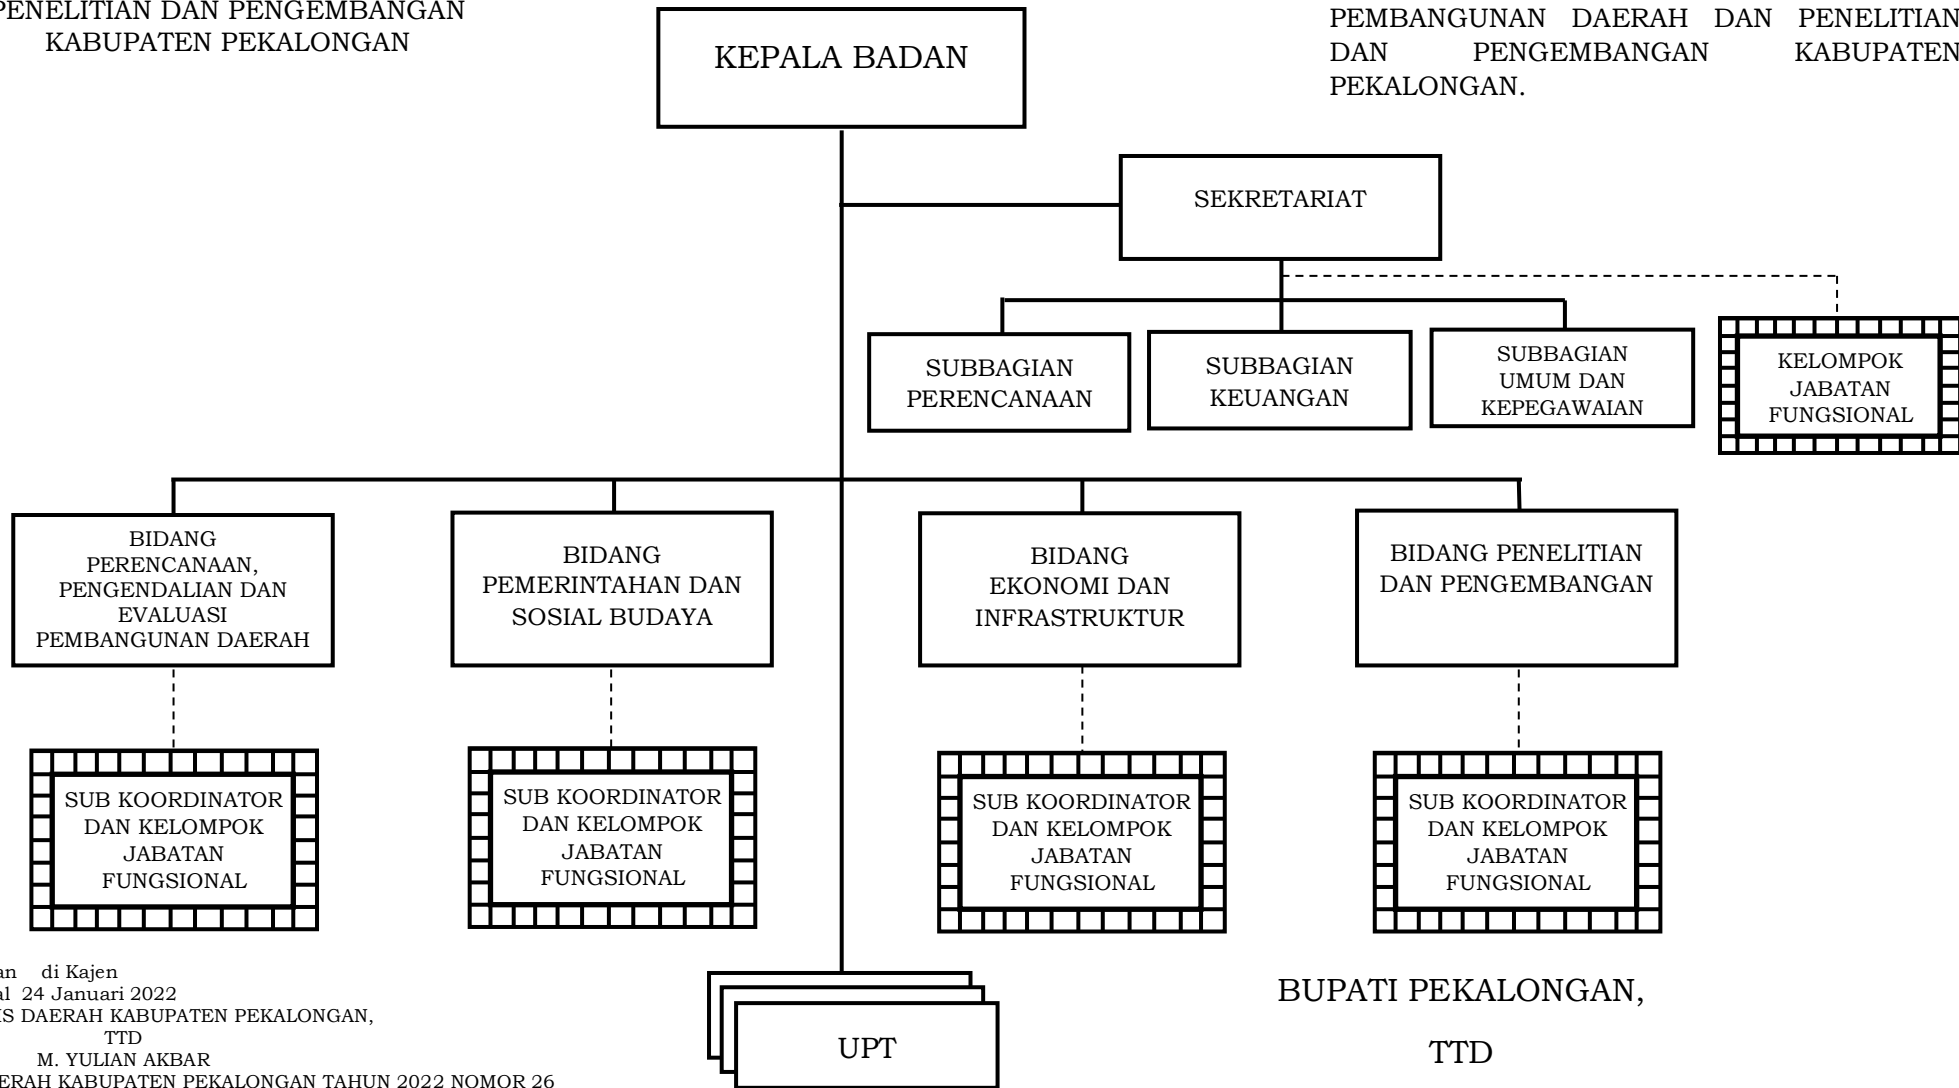 PENELITIAN DAN PENGEMBANGAN
KABUPATEN PEKALONGAN
PEMBANGUNAN DAERAH DAN PENELITIAN
DAN PENGEMBANGAN KABUPATEN
PEKALONGAN.
KEPALA BADAN
SEKRETARIAT
SUBBAGIAN
PERENCANAAN
SUBBAGIAN
KEUANGAN
SUBBAGIAN
UMUM DAN
KEPEGAWAIAN
KELOMPOK
JABATAN
FUNGSIONAL
BIDANG
PERENCANAAN,
PENGENDALIAN DAN
EVALUASI
PEMBANGUNAN DAERAH
BIDANG
PEMERINTAHAN DAN
SOSIAL BUDAYA
BIDANG
EKONOMI DAN
INFRASTRUKTUR
BIDANG PENELITIAN
DAN PENGEMBANGAN
SUB KOORDINATOR
DAN KELOMPOK
JABATAN
FUNGSIONAL
SUB KOORDINATOR
DAN KELOMPOK
JABATAN
FUNGSIONAL
SUB KOORDINATOR
DAN KELOMPOK
JABATAN
FUNGSIONAL
SUB KOORDINATOR
DAN KELOMPOK
JABATAN
FUNGSIONAL
UPT
di Kajen
24 Januari 2022
DAERAH KABUPATEN PEKALONGAN,
TTD
M. YULIAN AKBAR
KABUPATEN PEKALONGAN TAHUN 2022 NOMOR 26
BUPATI PEKALONGAN,
TTD